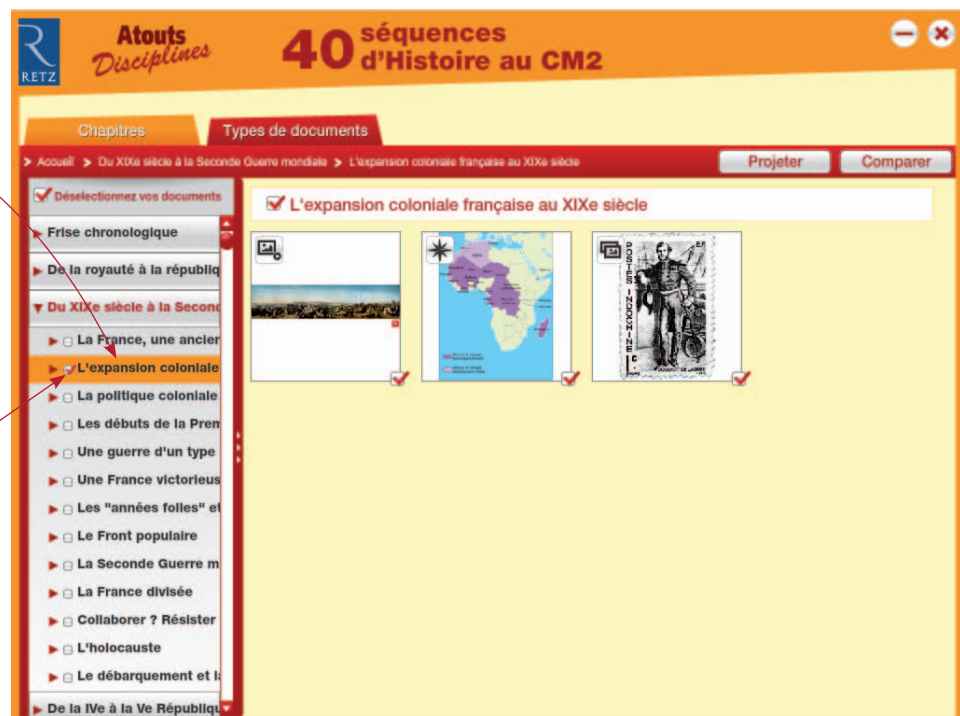 RETZ
Atouts
Disciplines
40 séquences
d'Histoire au CM2
Chapitres
Types de documents
> Accueil > Du XIXe siècle à la Seconde Guerre mondiale > L'expansion coloniale française au XIXe siècle
Projeter
Comparer
Déselectionnez vos documents
Frise chronologique
De la royauté à la républiq
Du XIXe siècle à la Second
La France, une ancien
L'expansion coloniale
La politique coloniale
Les débuts de la Prem
Une guerre d'un type
Une France victorieus
Les "années folles" et
Le Front populaire
La Seconde Guerre m
La France divisée
Collaborer ? Résister
L'holocauste
Le débarquement et la
De la IVe à la Ve Républiqu
L'expansion coloniale française au XIXe siècle
POSTES INDOCHINE